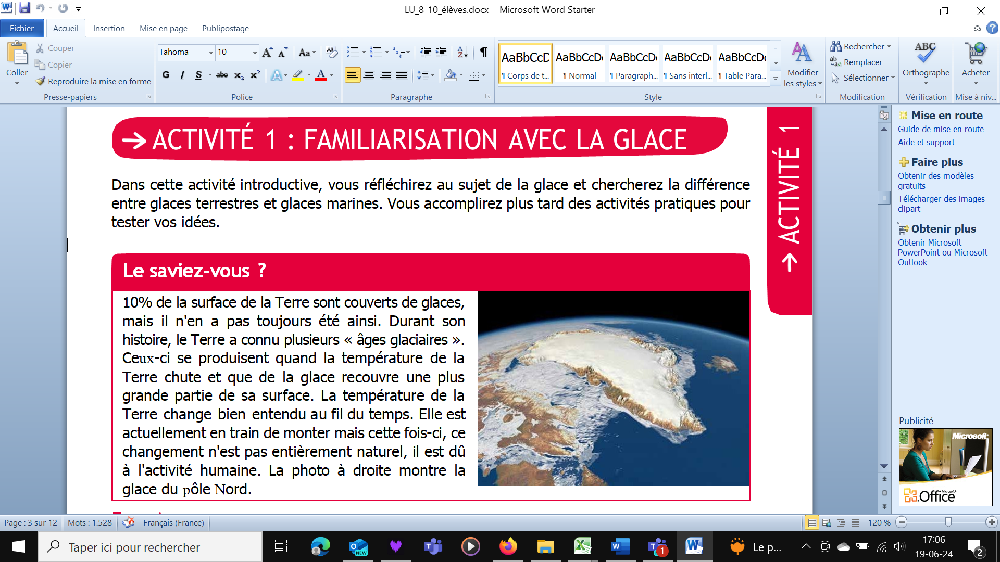 LU_8-10_élèves.docx - Microsoft Word Starter
Fichier Accueil Insertion Mise en page Publipostage
Coller
Couper
Copier
Reproduire la mise en forme
Presse-papiers
Tahoma 10
G I S abc x₂ x²
Police
Paragraphe
AaBbCcD AaBbCcDc AaBbCcDc AaBbCcDc AaBbCcDc
¶ Corps de t... ¶ Normal ¶ Paragraph... ¶ Sans interl... ¶ Table Para...
Style
Modifier
les styles
Rechercher
Remplacer
Sélectionner
Modification
ABC
Orthographe
Vérification
Acheter
Mise à niv...
→ ACTIVITÉ 1 : FAMILIARISATION AVEC LA GLACE
→ ACTIVITÉ 1
Dans cette activité introductive, vous réfléchirez au sujet de la glace et chercherez la différence
entre glaces terrestres et glaces marines. Vous accomplirez plus tard des activités pratiques pour
tester vos idées.
Le saviez-vous ?
10% de la surface de la Terre sont couverts de glaces,
mais il n'en a pas toujours été ainsi. Durant son
histoire, le Terre a connu plusieurs « âges glaciaires ».
Ceux-ci se produisent quand la température de la
Terre chute et que de la glace recouvre une plus
grande partie de sa surface. La température de la
Terre change bien entendu au fil du temps. Elle est
actuellement en train de monter mais cette fois-ci, ce
changement n'est pas entièrement naturel, il est dû
à l'activité humaine. La photo à droite montre la
glace du pôle Nord.
Mise en route
Guide de mise en route
Aide et support
Faire plus
Obtenir des modèles
gratuits
Télécharger des images
clipart
Obtenir plus
Obtenir Microsoft
PowerPoint ou Microsoft
Outlook
Publicité
Microsoft
Microsoft
Office
Page : 3 sur 12 Mots : 1.528 Français (France) 120 %
Taper ici pour rechercher
NEW
1
Le p...
17:06
19-06-24
2